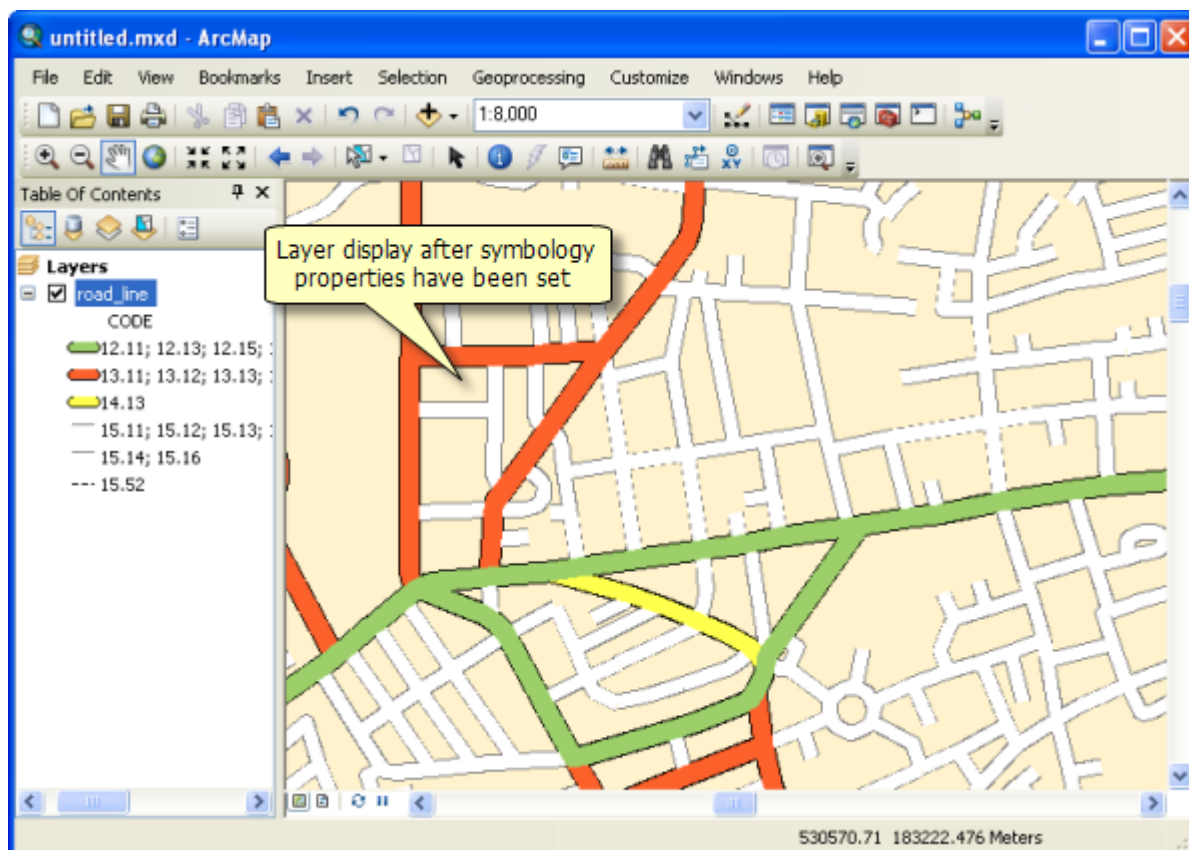 untitled.mxd - ArcMap
File Edit View Bookmarks Insert Selection Geoprocessing Customize Windows Help
1:8,000
Table Of Contents
Layers
road_line
CODE
12.11; 12.13; 12.15;
13.11; 13.12; 13.13;
14.13
15.11; 15.12; 15.13;
15.14; 15.16
15.52
Layer display after symbology
properties have been set
530570.71 183222.476 Meters